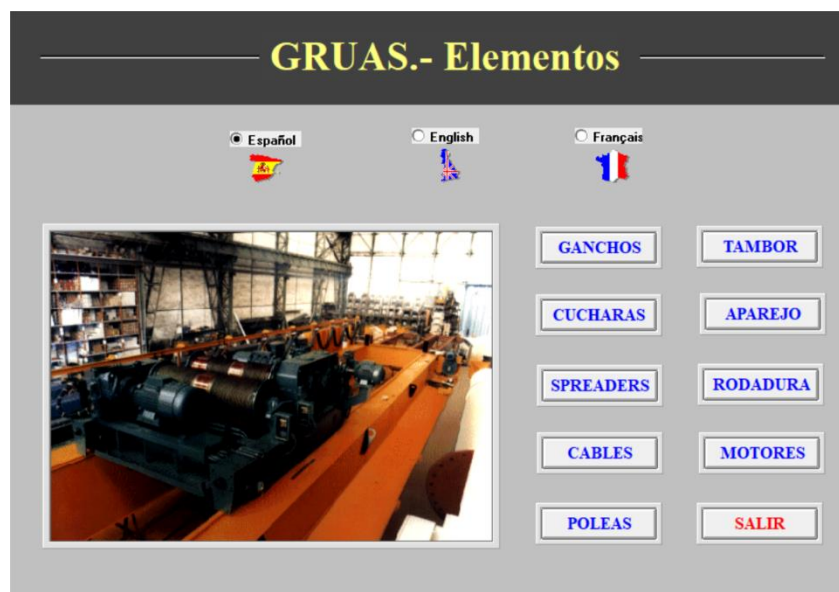 GRUAS.- Elementos
Español
English
Français
GANCHOS
TAMBOR
CUCHARAS
APAREJO
SPREADERS
RODADURA
CABLES
MOTORES
POLEAS
SALIR